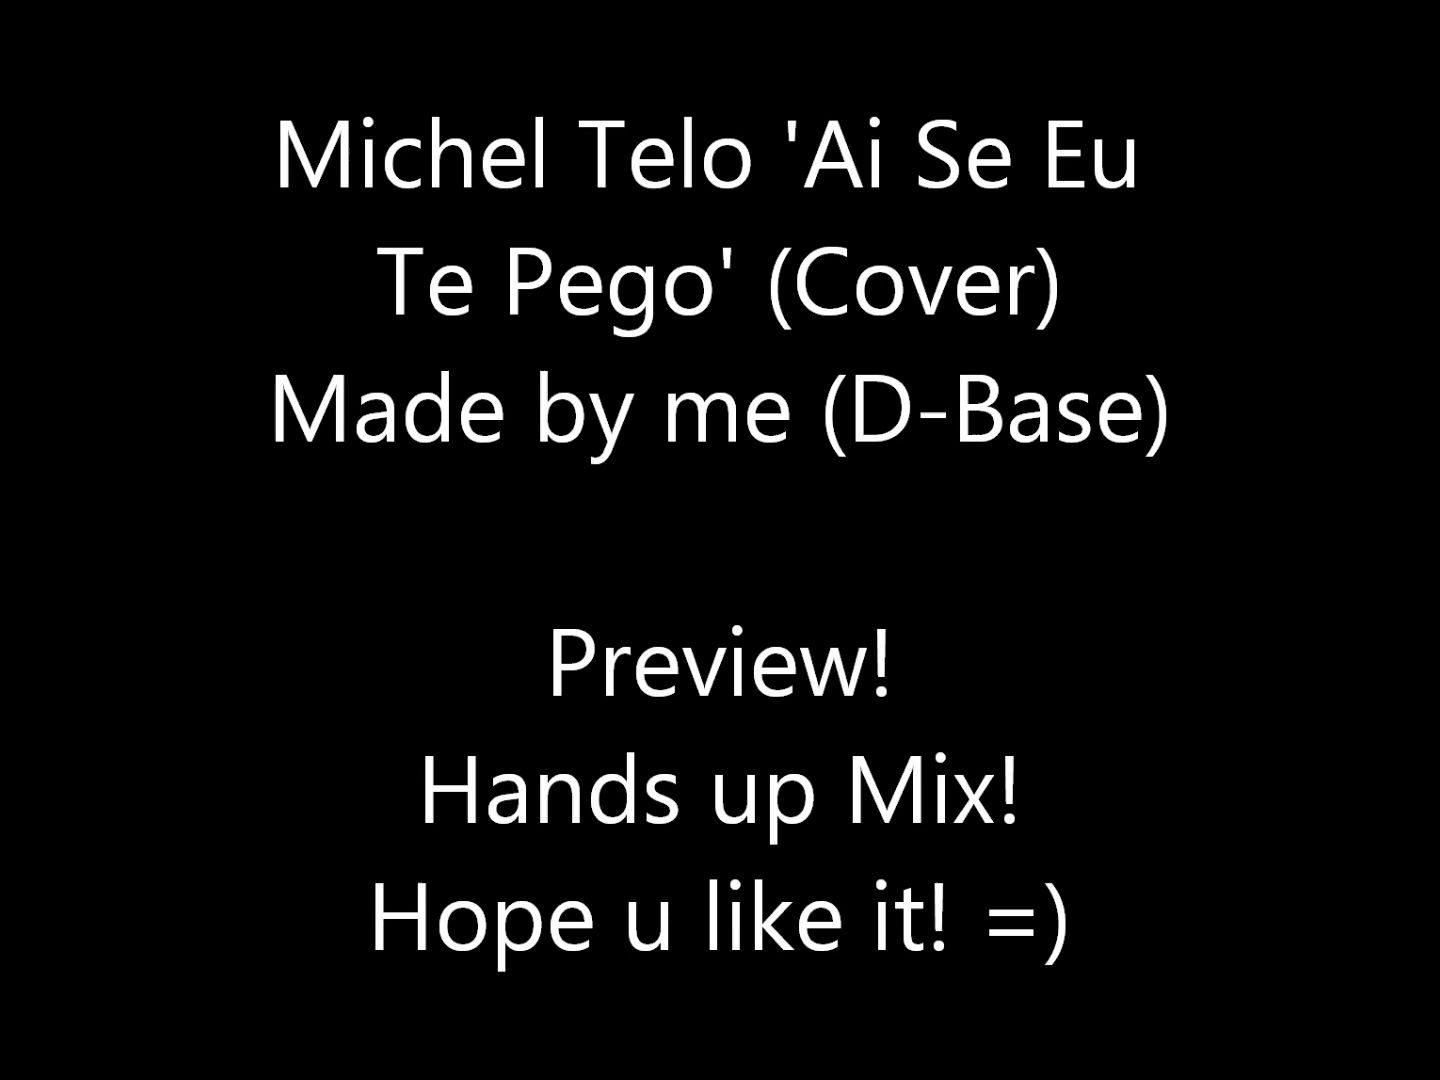 Michel Telo 'Ai Se Eu
Te Pego' (Cover)
Made by me (D-Base)
Preview!
Hands up Mix!
Hope u like it! =)